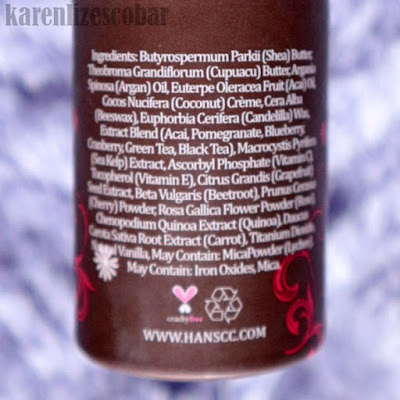 karenlizescobar
Ingredients: Butyrospermum Parkii (Shea) Butter,
Theobroma Grandiflorum (Cupuacu) Butter, Argania
Spinosa (Argan) Oil, Euterpe Oleracea Fruit (Acai) Oil,
Cocos Nucifera (Coconut) Crème, Cera Alba
(Beeswax), Euphorbia Cerifera (Candelilla) Wax,
Extract Blend (Acai, Pomegranate, Blueberry,
Cranberry, Green Tea, Black Tea), Macrocystis Pyrifera
(Sea Kelp) Extract, Ascorbyl Phosphate (Vitamin C),
Tocopherol (Vitamin E), Citrus Grandis (Grapefruit)
Seed Extract, Beta Vulgaris (Beetroot), Prunus Cerasus
(Cherry) Powder, Rosa Gallica Flower Powder (Rose),
Chenopodium Quinoa Extract (Quinoa), Daucus
Carota Sativa Root Extract (Carrot), Titanium Dioxide,
Vanilla, May Contain: MicaPowder (Lychee),
May Contain: Iron Oxides, Mica.
crueltyfree
WWW.HANSCC.COM